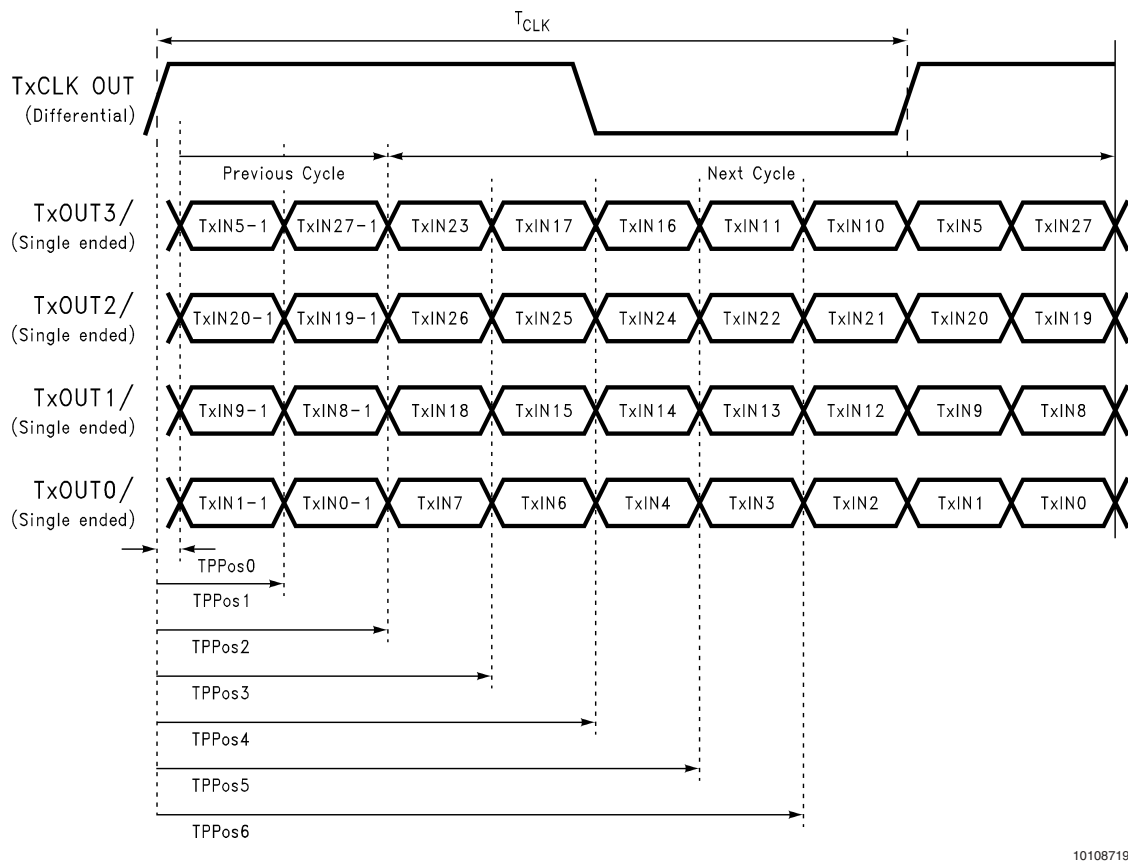 TCLK
TxCLK OUT
(Differential)
Previous Cycle
Next Cycle
TxOUT3/
(Single ended)
TxIN5-1 TxIN27-1 TxIN23 TxIN17 TxIN16 TxIN11 TxIN10 TxIN5 TxIN27
TxOUT2/
(Single ended)
TxIN20-1 TxIN19-1 TxIN26 TxIN25 TxIN24 TxIN22 TxIN21 TxIN20 TxIN19
TxOUT1/
(Single ended)
TxIN9-1 TxIN8-1 TxIN18 TxIN15 TxIN14 TxIN13 TxIN12 TxIN9 TxIN8
TxOUT0/
(Single ended)
TxIN1-1 TxIN0-1 TxIN7 TxIN6 TxIN4 TxIN3 TxIN2 TxIN1 TxIN0
TPPos0
TPPos1
TPPos2
TPPos3
TPPos4
TPPos5
TPPos6
10108719